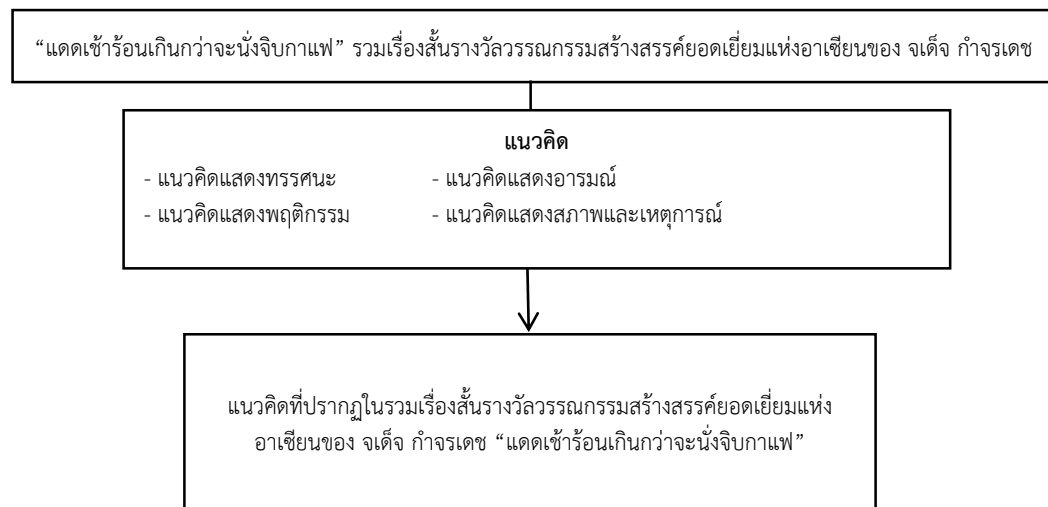 “แดดเช้าร้อนเกินกว่าจะนั่งจิบกาแฟ” รวมเรื่องสั้นรางวัลวรรณกรรมสร้างสรรค์ยอดเยี่ยมแห่งอาเซียนของ จเด็จ กำจรเดช
แนวคิด
- แนวคิดแสดงทรรศนะ - แนวคิดแสดงอารมณ์
- แนวคิดแสดงพฤติกรรม - แนวคิดแสดงสภาพและเหตุการณ์
แนวคิดที่ปรากฏในรวมเรื่องสั้นรางวัลวรรณกรรมสร้างสรรค์ยอดเยี่ยมแห่ง
อาเซียนของ จเด็จ กำจรเดช “แดดเช้าร้อนเกินกว่าจะนั่งจิบกาแฟ”